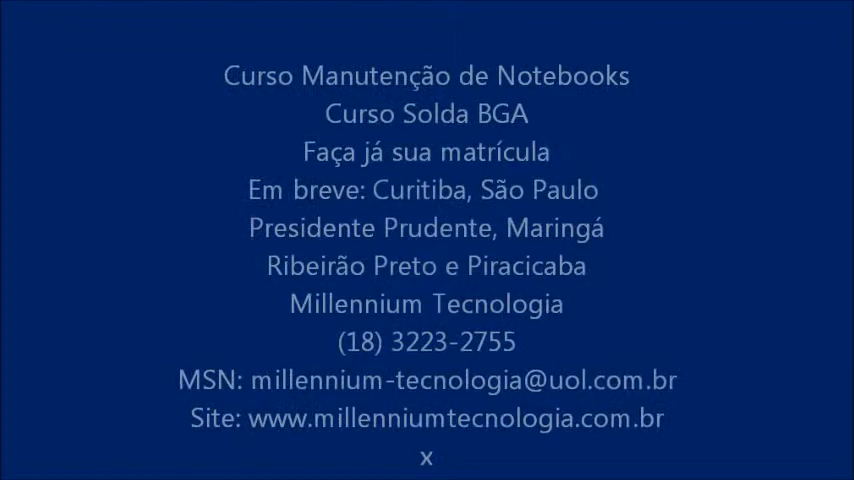 Curso Manutenção de Notebooks
Curso Solda BGA
Faça já sua matrícula
Em breve: Curitiba, São Paulo
Presidente Prudente, Maringá
Ribeirão Preto e Piracicaba
Millennium Tecnologia
(18) 3223-2755
MSN: millennium-tecnologia@uol.com.br
Site: www.millenniumtecnologia.com.br
x